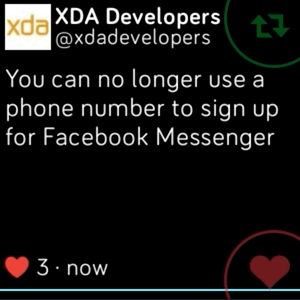 xda
XDA Developers
@xdadevelopers
You can no longer use a
phone number to sign up
for Facebook Messenger
3 · now